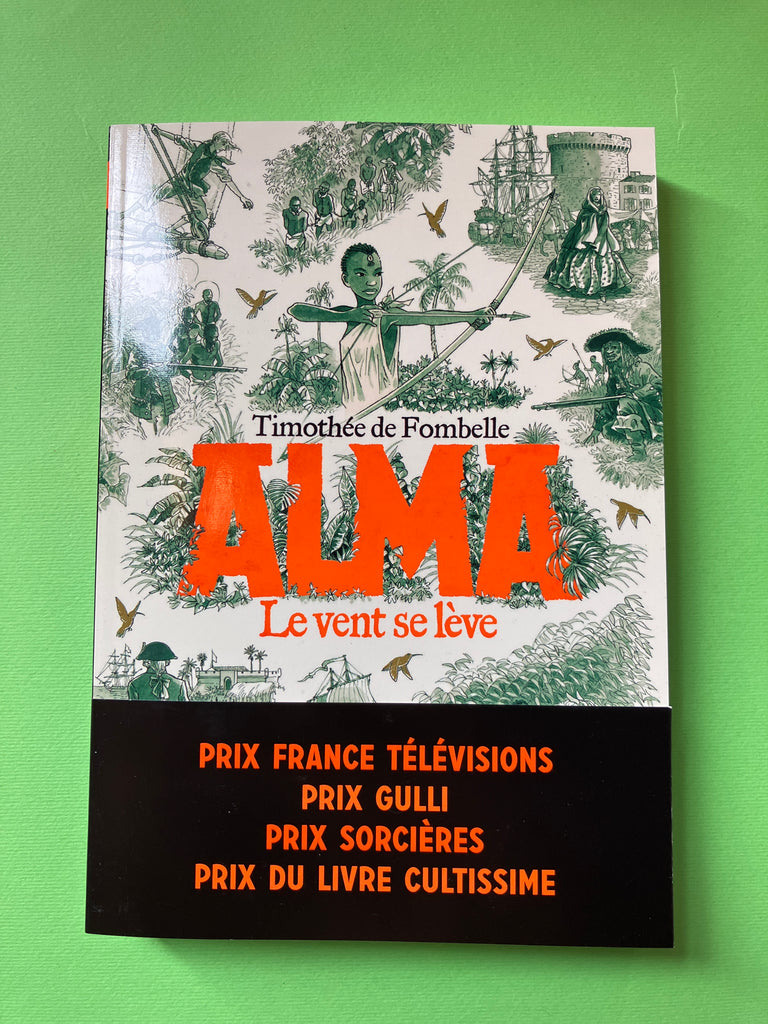 Timothée de Fombelle
ALMA
Le vent se lève
PRIX FRANCE TÉLÉVISIONS
PRIX GULLI
PRIX SORCIÈRES
PRIX DU LIVRE CULTISSIME